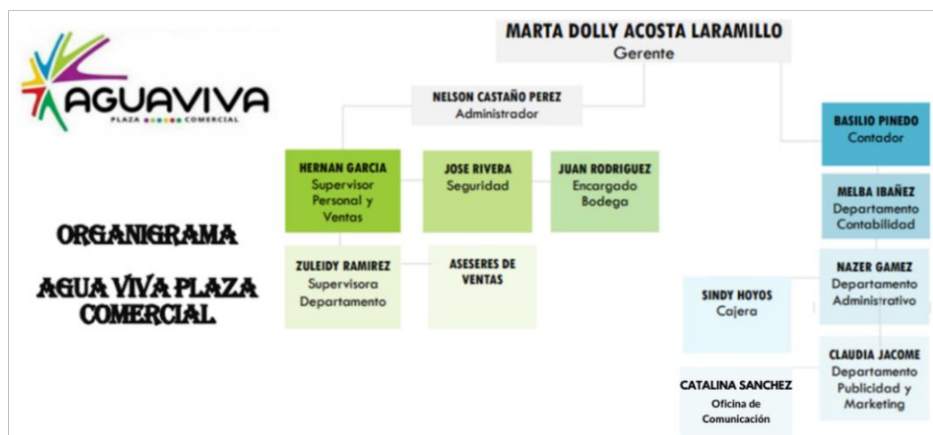 AGUAVIVA
PLAZA COMERCIAL
ORGANIGRAMA
AGUA VIVA PLAZA
COMERCIAL
MARTA DOLLY ACOSTA LARAMILLO
Gerente
NELSON CASTAÑO PEREZ
Administrador
HERNAN GARCIA
Supervisor
Personal y
Ventas
JOSE RIVERA
Seguridad
JUAN RODRIGUEZ
Encargado
Bodega
ZULEIDY RAMIREZ
Supervisora
Departamento
ASESERES DE
VENTAS
BASILIO PINEDO
Contador
MELBA IBAÑEZ
Departamento
Contabilidad
NAZER GAMEZ
Departamento
Administrativo
SINDY HOYOS
Cajera
CLAUDIA JACOME
Departamento
Publicidad y
Marketing
CATALINA SANCHEZ
Oficina de
Comunicación